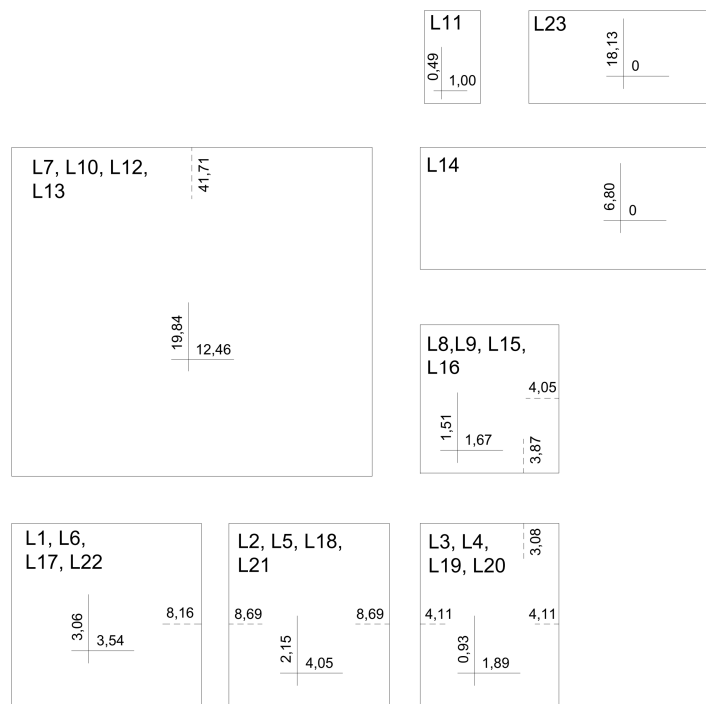 L11
0,49
1,00
L23
18,13
0
L7, L10, L12,
L13
41,71
19,84
12,46
L14
6,80
0
L8,L9, L15,
L16
4,05
1,51
1,67
3,87
L1, L6,
L17, L22
8,16
3,06
3,54
L2, L5, L18,
L21
8,69
8,69
2,15
4,05
L3, L4,
L19, L20
3,08
4,11
4,11
0,93
1,89